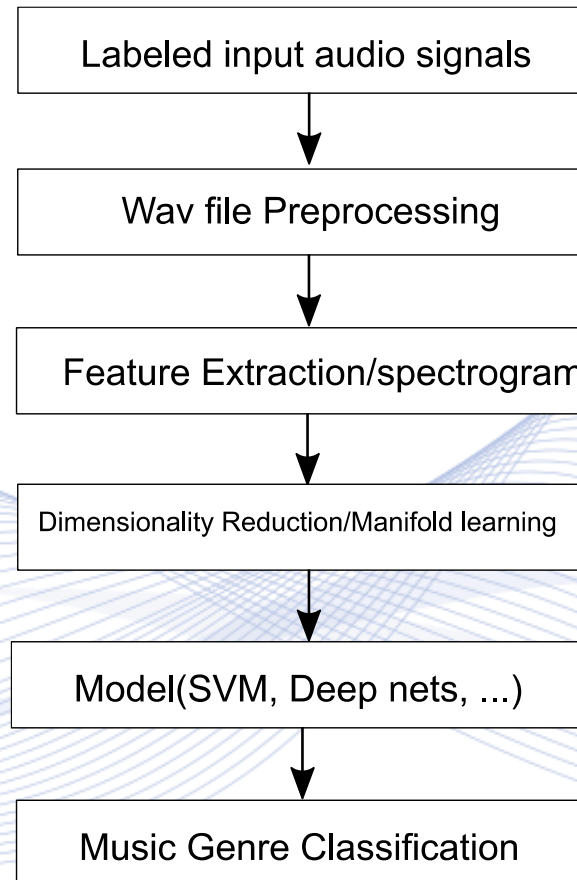 Labeled input audio signals
Wav file Preprocessing
Feature Extraction/spectrogram
Dimensionality Reduction/Manifold learning
Model(SVM, Deep nets, ...)
Music Genre Classification